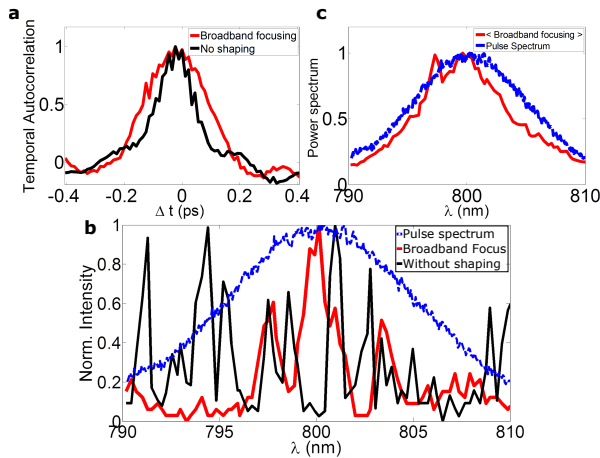 a
Temporal Autocorrelation
1
0.5
0
Broadband focusing
No shaping
-0.4
-0.2
0
0.2
0.4
Δ t (ps)
c
Power spectrum
1
0.5
0
< Broadband focusing >
Pulse Spectrum
790
800
810
λ (nm)
b
Norm. Intensity
1
0.8
0.6
0.4
0.2
0
Pulse spectrum
Broadband Focus
Without shaping
790
795
800
805
810
λ (nm)